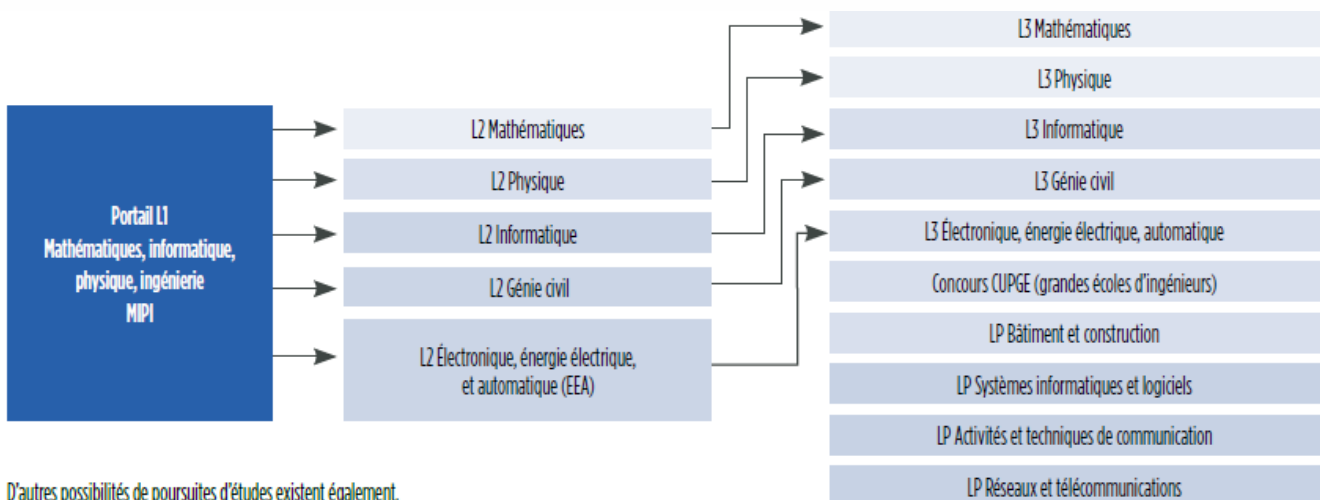 Portail L1
Mathématiques, informatique,
physique, ingénierie
MIPI
L2 Mathématiques
L2 Physique
L2 Informatique
L2 Génie civil
L2 Électronique, énergie électrique,
et automatique (EEA)
L3 Mathématiques
L3 Physique
L3 Informatique
L3 Génie civil
L3 Électronique, énergie électrique, automatique
Concours CUPGE (grandes écoles d'ingénieurs)
LP Bâtiment et construction
LP Systèmes informatiques et logiciels
LP Activités et techniques de communication
LP Réseaux et télécommunications
D'autres possibilités de poursuites d'études existent également.